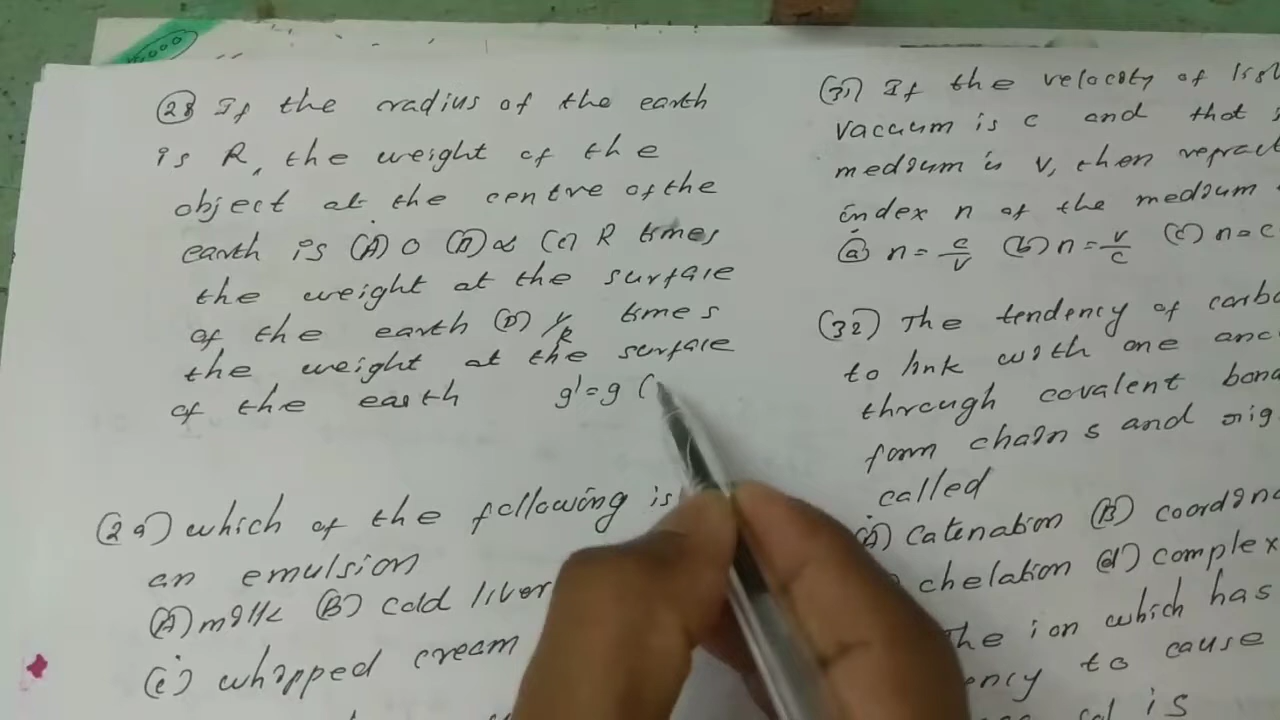 (28) If the radius of the earth
is R, the weight of the
object at the centre of the
earth is (A) 0 (B) ∝ (C) R times
the weight at the surface
of the earth (D) 1/R times
the weight at the surface
of the earth g' = g (
(29) which of the following is
an emulsion
(A) milk (B) cold liver
(c) whipped cream
(31) If the velocity of
vacuum is c and that
medium is v, then refract
index n of the medium
(a) n = c/v (b) n = v/c (c) n = c
(32) The tendency of carbo
to link with one ano
through covalent bond
form chains and
called
(A) catenation (B) coordina
chelation (d) complex
The ion which has
ency to cause
sol is